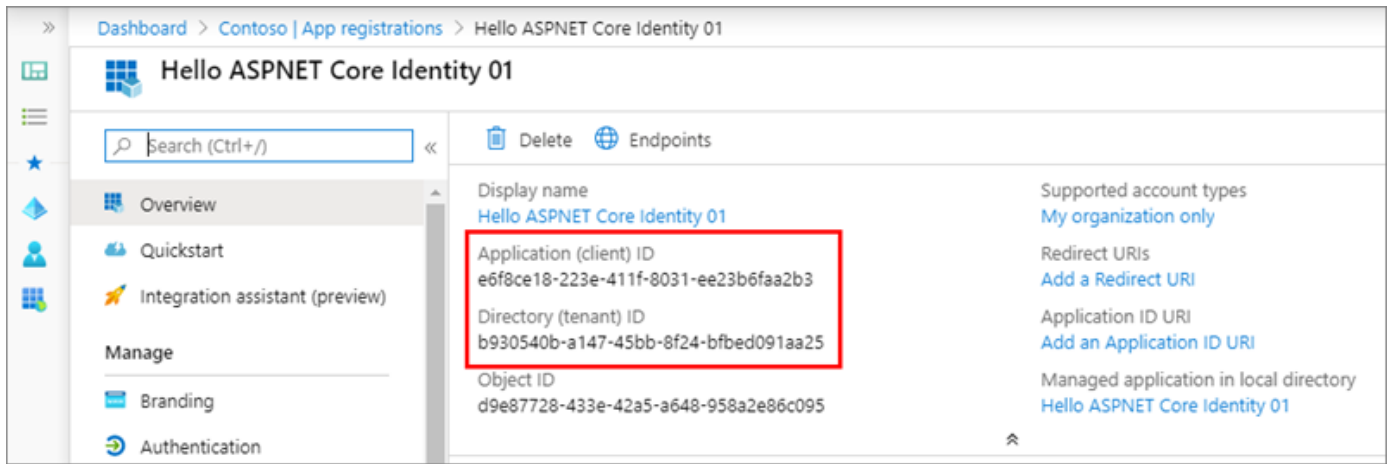 Dashboard > Contoso | App registrations > Hello ASPNET Core Identity 01
Hello ASPNET Core Identity 01
Search (Ctrl+/)
Overview
Quickstart
Integration assistant (preview)
Manage
Branding
Authentication
Delete
Endpoints
Display name
Hello ASPNET Core Identity 01
Application (client) ID
e6f8ce18-223e-411f-8031-ee23b6faa2b3
Directory (tenant) ID
b930540b-a147-45bb-8f24-bfbed091aa25
Object ID
d9e87728-433e-42a5-a648-958a2e86c095
Supported account types
My organization only
Redirect URIs
Add a Redirect URI
Application ID URI
Add an Application ID URI
Managed application in local directory
Hello ASPNET Core Identity 01